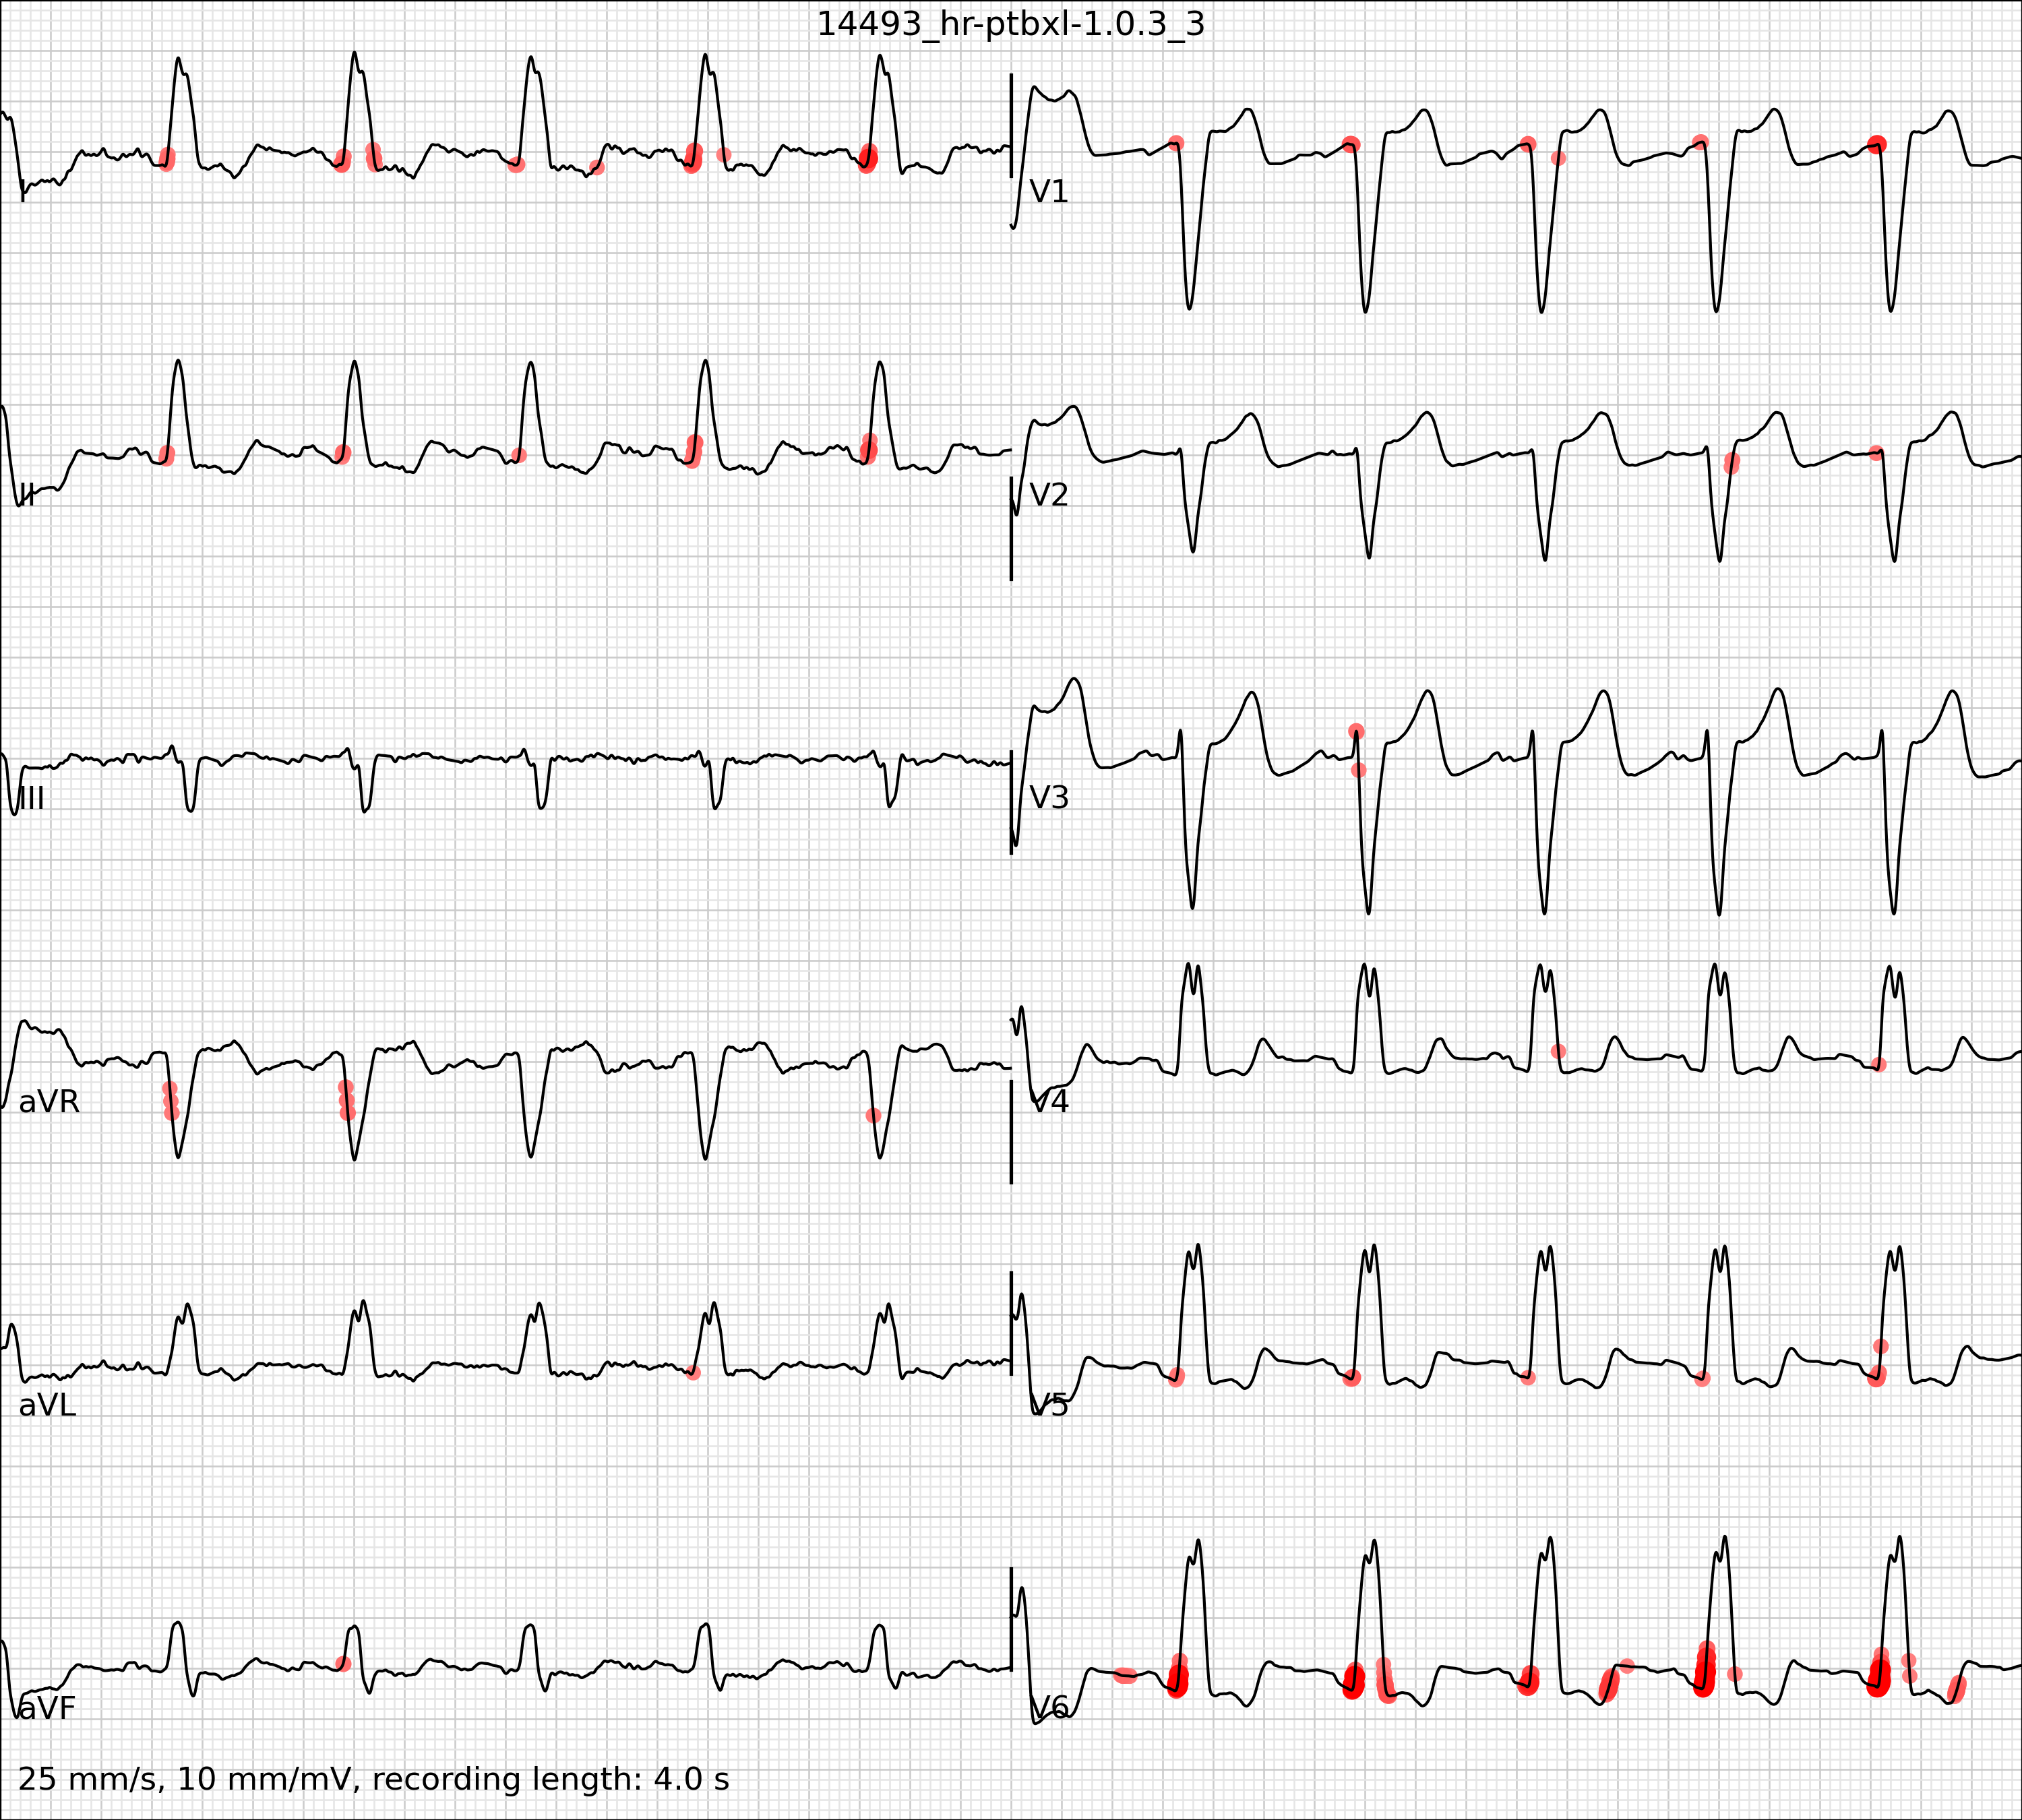 14493_hr-ptbxl-1.0.3_3
I
V1
II
V2
III
V3
aVR
V4
aVL
V5
aVF
V6
25 mm/s, 10 mm/mV, recording length: 4.0 s